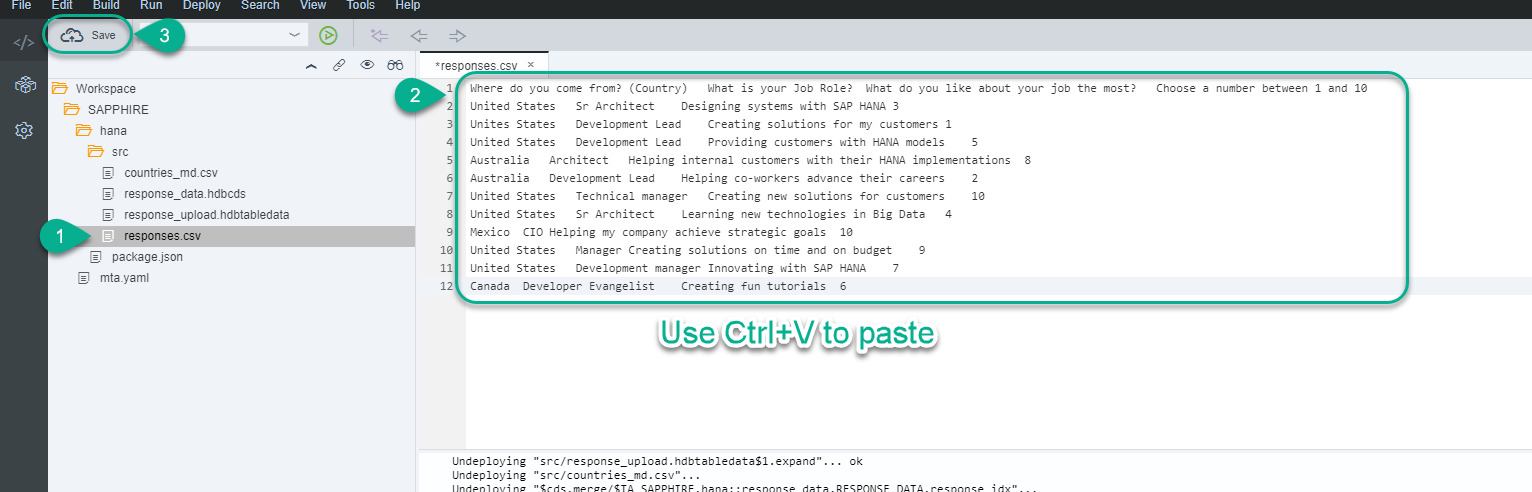 File Edit Build Run Deploy Search View Tools Help
Save 3
*responses.csv ×
Workspace
SAPPHIRE
hana
src
countries_md.csv
response_data.hdbcds
response_upload.hdbtabledata
1 responses.csv
package.json
mta.yaml
2
1 Where do you come from? (Country) What is your Job Role? What do you like about your job the most? Choose a number between 1 and 10
2 United States Sr Architect Designing systems with SAP HANA 3
3 Unites States Development Lead Creating solutions for my customers 1
4 United States Development Lead Providing customers with HANA models 5
5 Australia Architect Helping internal customers with their HANA implementations 8
6 Australia Development Lead Helping co-workers advance their careers 2
7 United States Technical manager Creating new solutions for customers 10
8 United States Sr Architect Learning new technologies in Big Data 4
9 Mexico CIO Helping my company achieve strategic goals 10
10 United States Manager Creating solutions on time and on budget 9
11 United States Development manager Innovating with SAP HANA 7
12 Canada Developer Evangelist Creating fun tutorials 6
Use Ctrl+V to paste
Undeploying "src/response_upload.hdbtabledata$1.expand"... ok
Undeploying "src/countries_md.csv"...
Undeploying "$cds.merge/$TA.SAPPHIRE.hana::response_data.RESPONSE_DATA.response_idx"...